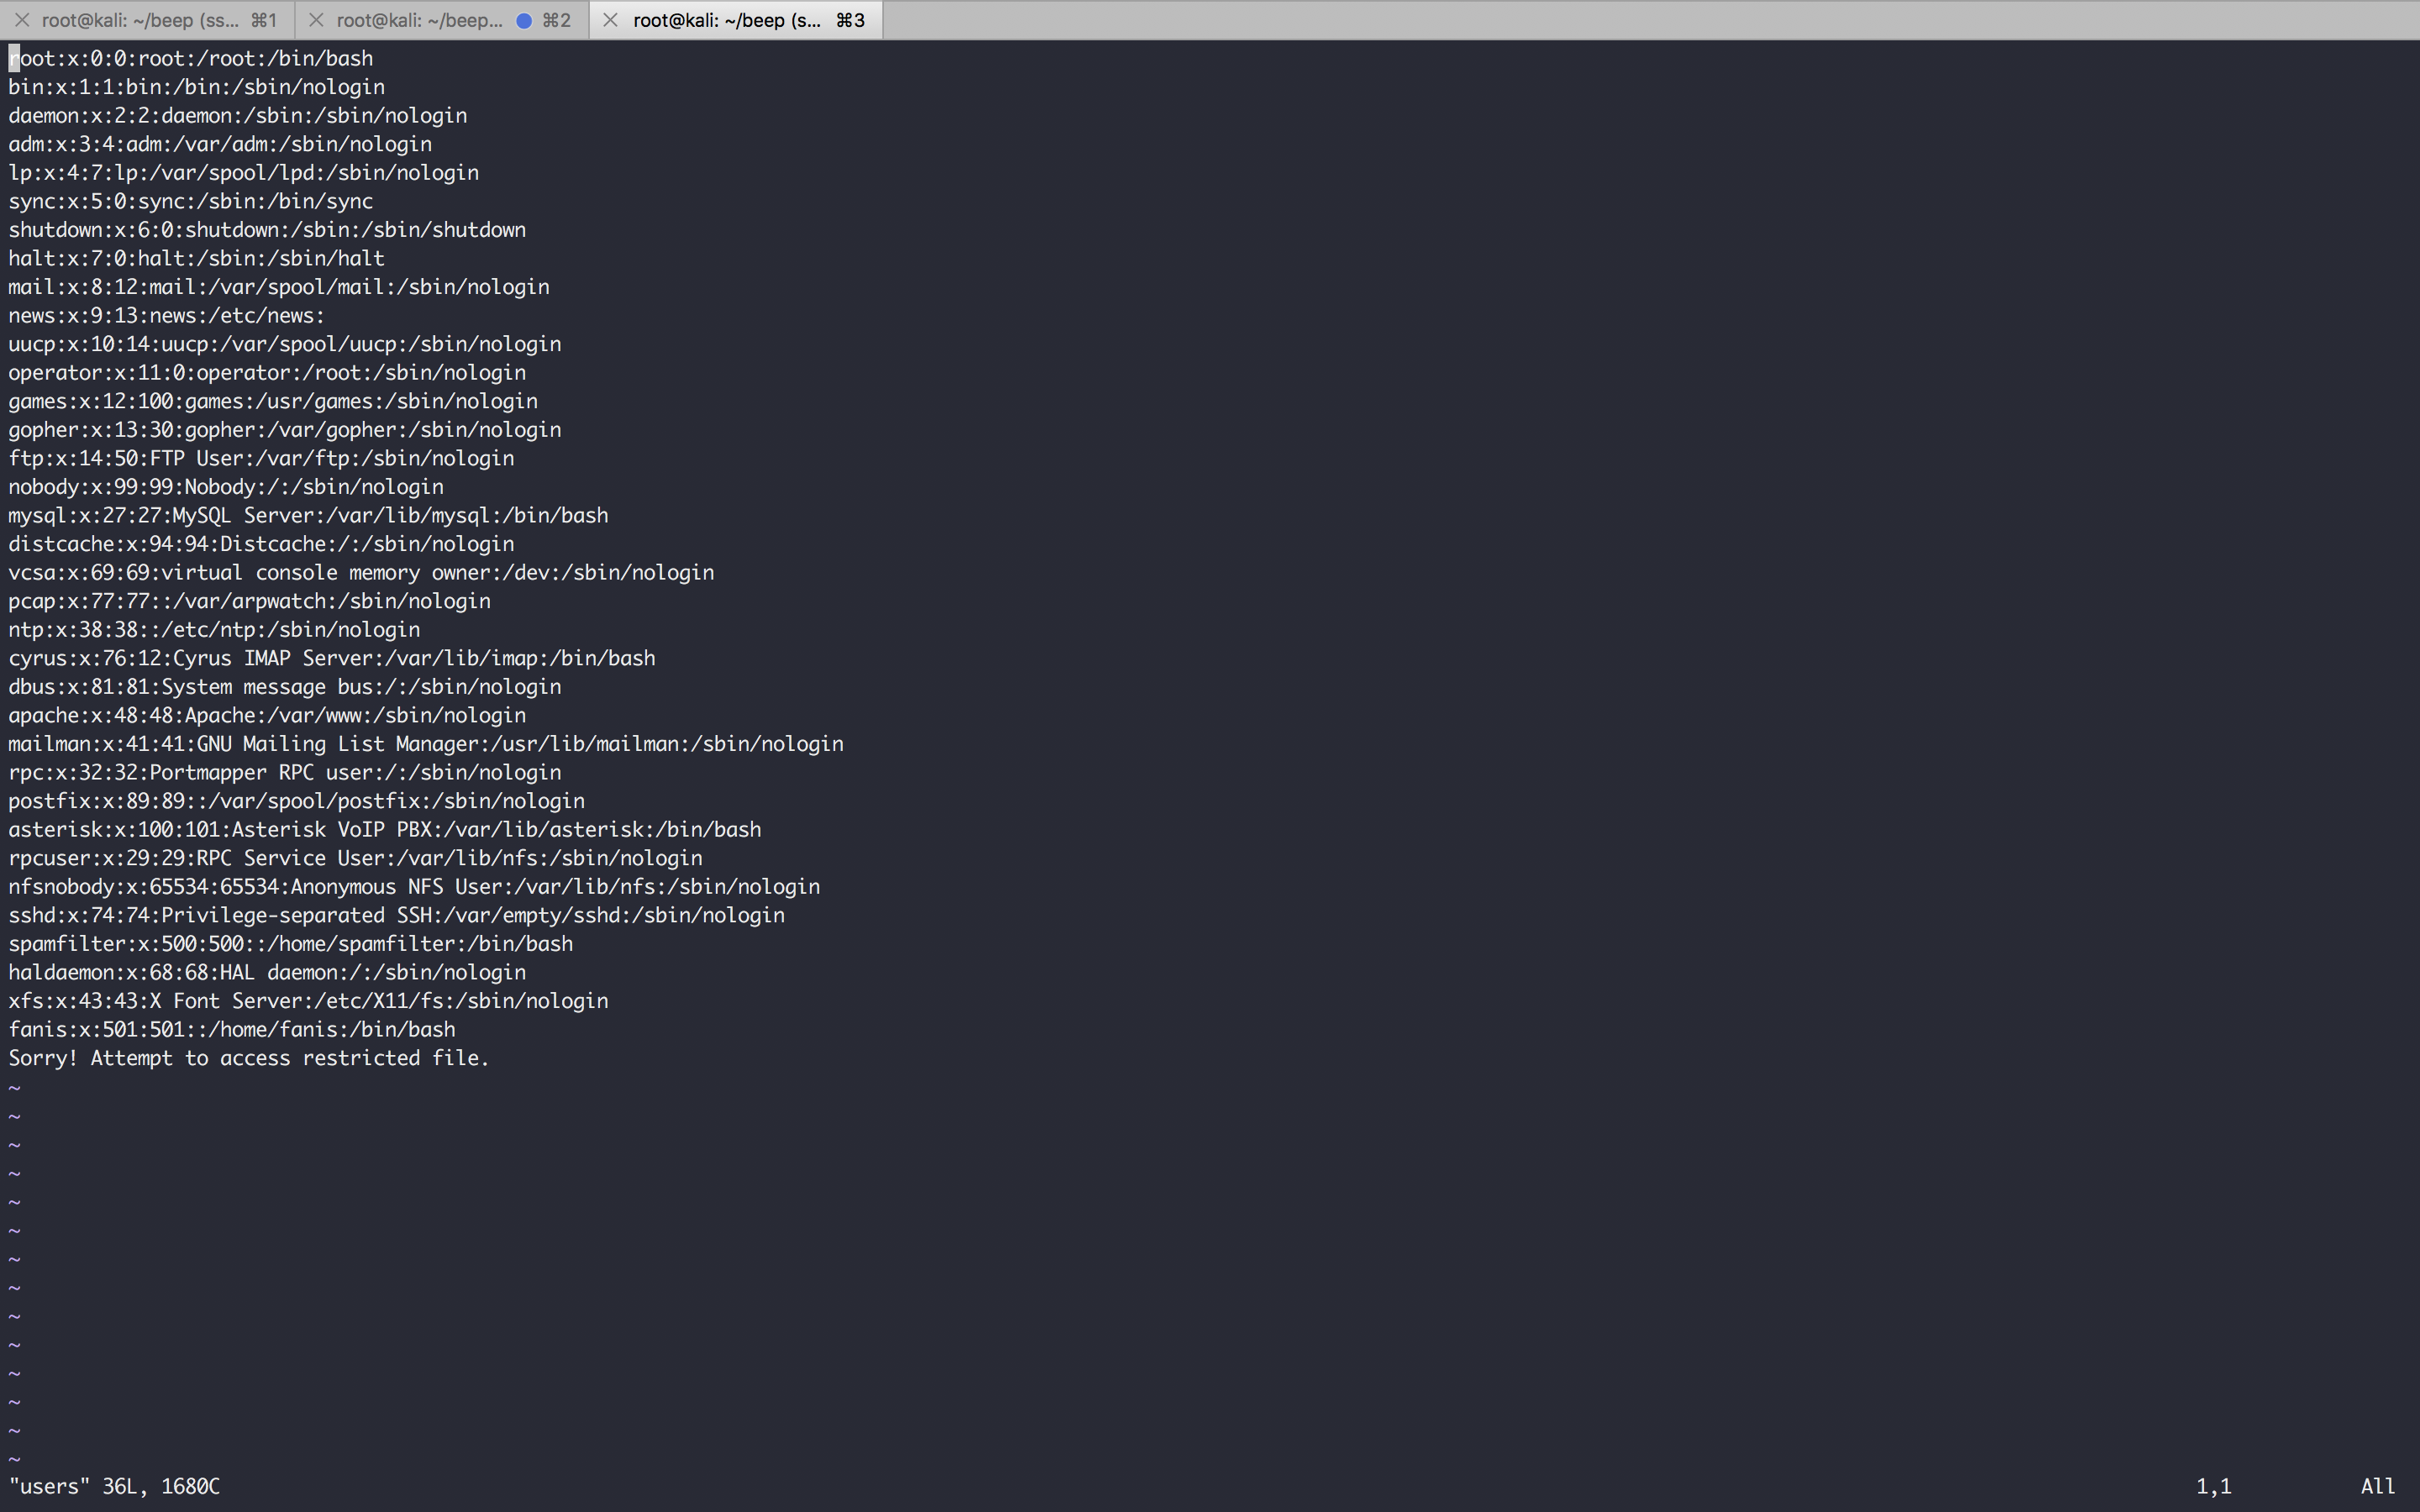 root@kali: ~/beep (ss... ⌘1 root@kali: ~/beep... ⌘2 root@kali: ~/beep (s... ⌘3
root:x:0:0:root:/root:/bin/bash
bin:x:1:1:bin:/bin:/sbin/nologin
daemon:x:2:2:daemon:/sbin:/sbin/nologin
adm:x:3:4:adm:/var/adm:/sbin/nologin
lp:x:4:7:lp:/var/spool/lpd:/sbin/nologin
sync:x:5:0:sync:/sbin:/bin/sync
shutdown:x:6:0:shutdown:/sbin:/sbin/shutdown
halt:x:7:0:halt:/sbin:/sbin/halt
mail:x:8:12:mail:/var/spool/mail:/sbin/nologin
news:x:9:13:news:/etc/news:
uucp:x:10:14:uucp:/var/spool/uucp:/sbin/nologin
operator:x:11:0:operator:/root:/sbin/nologin
games:x:12:100:games:/usr/games:/sbin/nologin
gopher:x:13:30:gopher:/var/gopher:/sbin/nologin
ftp:x:14:50:FTP User:/var/ftp:/sbin/nologin
nobody:x:99:99:Nobody:/:/sbin/nologin
mysql:x:27:27:MySQL Server:/var/lib/mysql:/bin/bash
distcache:x:94:94:Distcache:/:/sbin/nologin
vcsa:x:69:69:virtual console memory owner:/dev:/sbin/nologin
pcap:x:77:77::/var/arpwatch:/sbin/nologin
ntp:x:38:38::/etc/ntp:/sbin/nologin
cyrus:x:76:12:Cyrus IMAP Server:/var/lib/imap:/bin/bash
dbus:x:81:81:System message bus:/:/sbin/nologin
apache:x:48:48:Apache:/var/www:/sbin/nologin
mailman:x:41:41:GNU Mailing List Manager:/usr/lib/mailman:/sbin/nologin
rpc:x:32:32:Portmapper RPC user:/:/sbin/nologin
postfix:x:89:89::/var/spool/postfix:/sbin/nologin
asterisk:x:100:101:Asterisk VoIP PBX:/var/lib/asterisk:/bin/bash
rpcuser:x:29:29:RPC Service User:/var/lib/nfs:/sbin/nologin
nfsnobody:x:65534:65534:Anonymous NFS User:/var/lib/nfs:/sbin/nologin
sshd:x:74:74:Privilege-separated SSH:/var/empty/sshd:/sbin/nologin
spamfilter:x:500:500::/home/spamfilter:/bin/bash
haldaemon:x:68:68:HAL daemon:/:/sbin/nologin
xfs:x:43:43:X Font Server:/etc/X11/fs:/sbin/nologin
fanis:x:501:501::/home/fanis:/bin/bash
Sorry! Attempt to access restricted file.
~
~
~
~
~
~
~
~
~
~
~
~
~
~
"users" 36L, 1680C 1,1 All